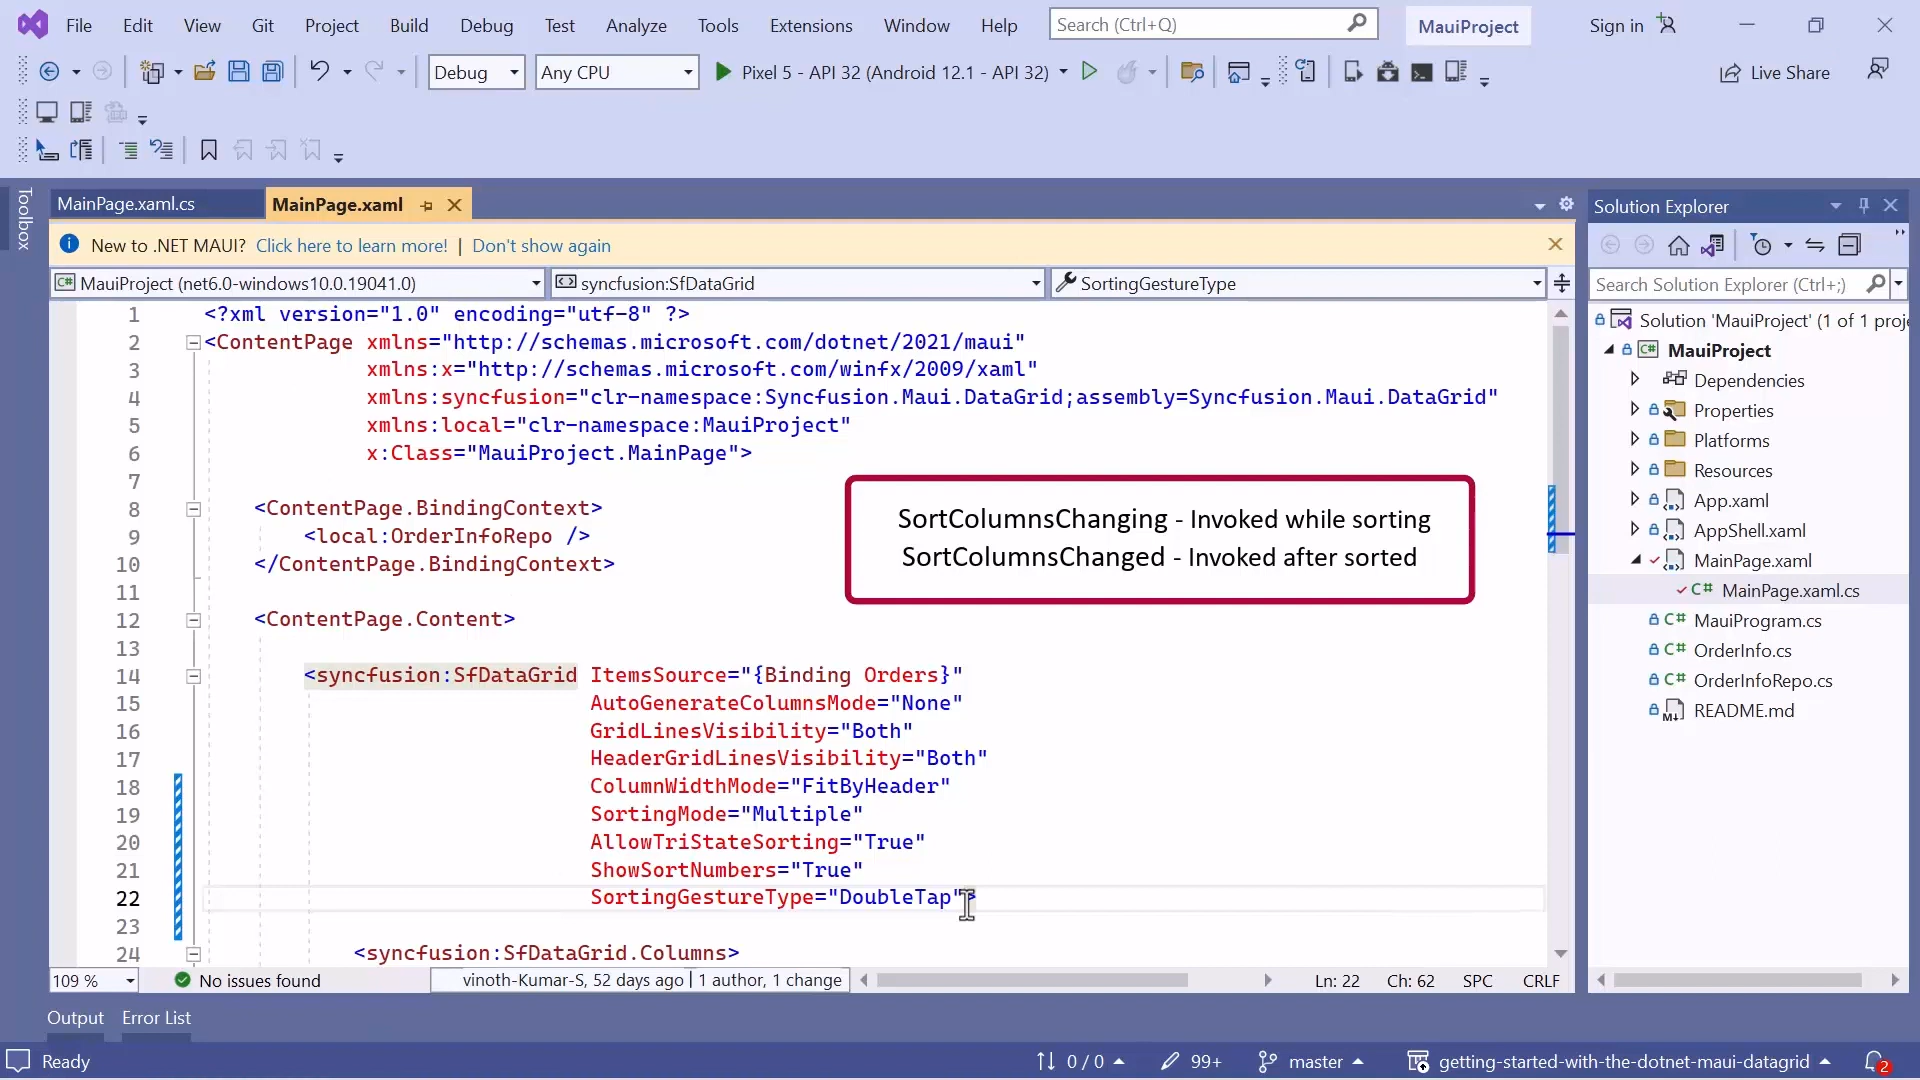 File Edit View Git Project Build Debug Test Analyze Tools Extensions Window Help Search (Ctrl+Q) MauiProject Sign in
Debug Any CPU Pixel 5 - API 32 (Android 12.1 - API 32) Live Share
Toolbox
MainPage.xaml.cs MainPage.xaml
New to .NET MAUI? Click here to learn more! | Don't show again
MauiProject (net6.0-windows10.0.19041.0) syncfusion:SfDataGrid SortingGestureType
1 <?xml version="1.0" encoding="utf-8" ?>
2 <ContentPage xmlns="http://schemas.microsoft.com/dotnet/2021/maui"
3 xmlns:x="http://schemas.microsoft.com/winfx/2009/xaml"
4 xmlns:syncfusion="clr-namespace:Syncfusion.Maui.DataGrid;assembly=Syncfusion.Maui.DataGrid"
5 xmlns:local="clr-namespace:MauiProject"
6 x:Class="MauiProject.MainPage">
7
8 <ContentPage.BindingContext>
9 <local:OrderInfoRepo />
10 </ContentPage.BindingContext>
11
12 <ContentPage.Content>
13
14 <syncfusion:SfDataGrid ItemsSource="{Binding Orders}"
15 AutoGenerateColumnsMode="None"
16 GridLinesVisibility="Both"
17 HeaderGridLinesVisibility="Both"
18 ColumnWidthMode="FitByHeader"
19 SortingMode="Multiple"
20 AllowTriStateSorting="True"
21 ShowSortNumbers="True"
22 SortingGestureType="DoubleTap">
23
24 <syncfusion:SfDataGrid.Columns>
SortColumnsChanging - Invoked while sorting
SortColumnsChanged - Invoked after sorted
109 % No issues found vinoth-Kumar-S, 52 days ago | 1 author, 1 change Ln: 22 Ch: 62 SPC CRLF
Solution Explorer
Search Solution Explorer (Ctrl+;)
Solution 'MauiProject' (1 of 1 proje
MauiProject
Dependencies
Properties
Platforms
Resources
App.xaml
AppShell.xaml
MainPage.xaml
C# MainPage.xaml.cs
C# MauiProgram.cs
C# OrderInfo.cs
C# OrderInfoRepo.cs
README.md
Output Error List
Ready 0 / 0 99+ master getting-started-with-the-dotnet-maui-datagrid 2